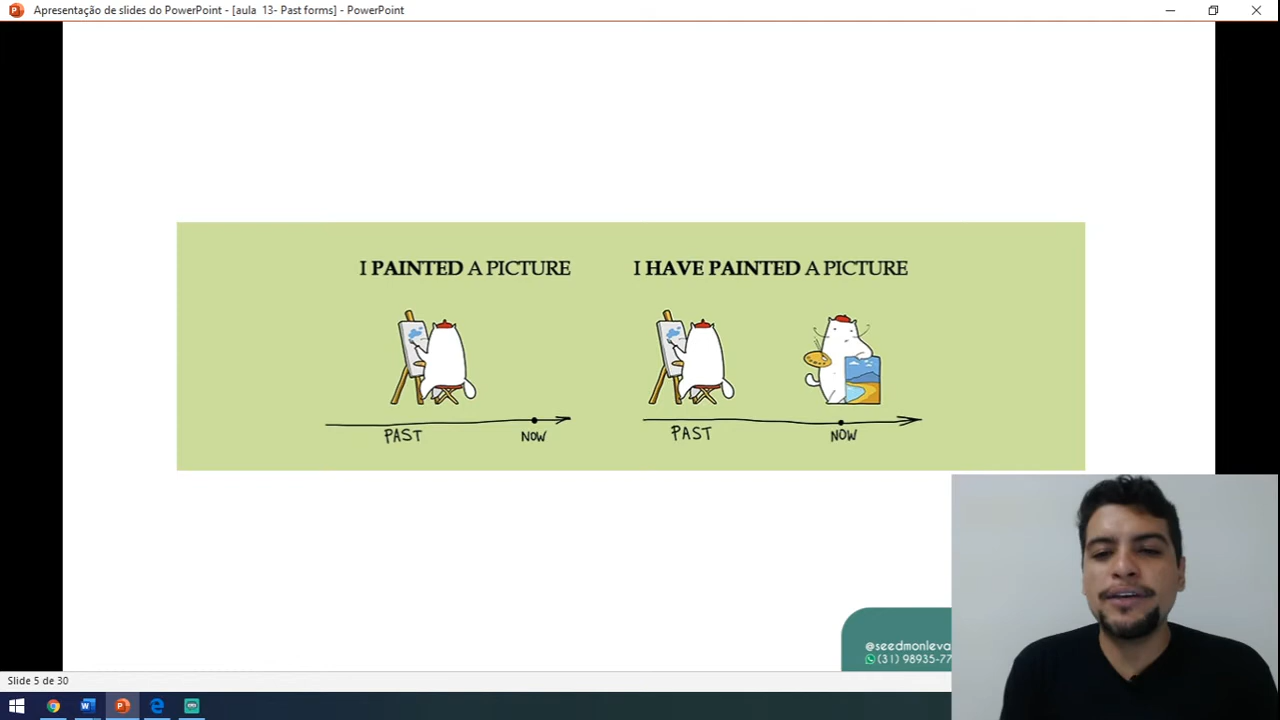 Apresentação de slides do PowerPoint - [aula 13- Past forms] - PowerPoint
I PAINTED A PICTURE
I HAVE PAINTED A PICTURE
PAST
NOW
PAST
NOW
@seedmonleva
(31) 98935-77
Slide 5 de 30